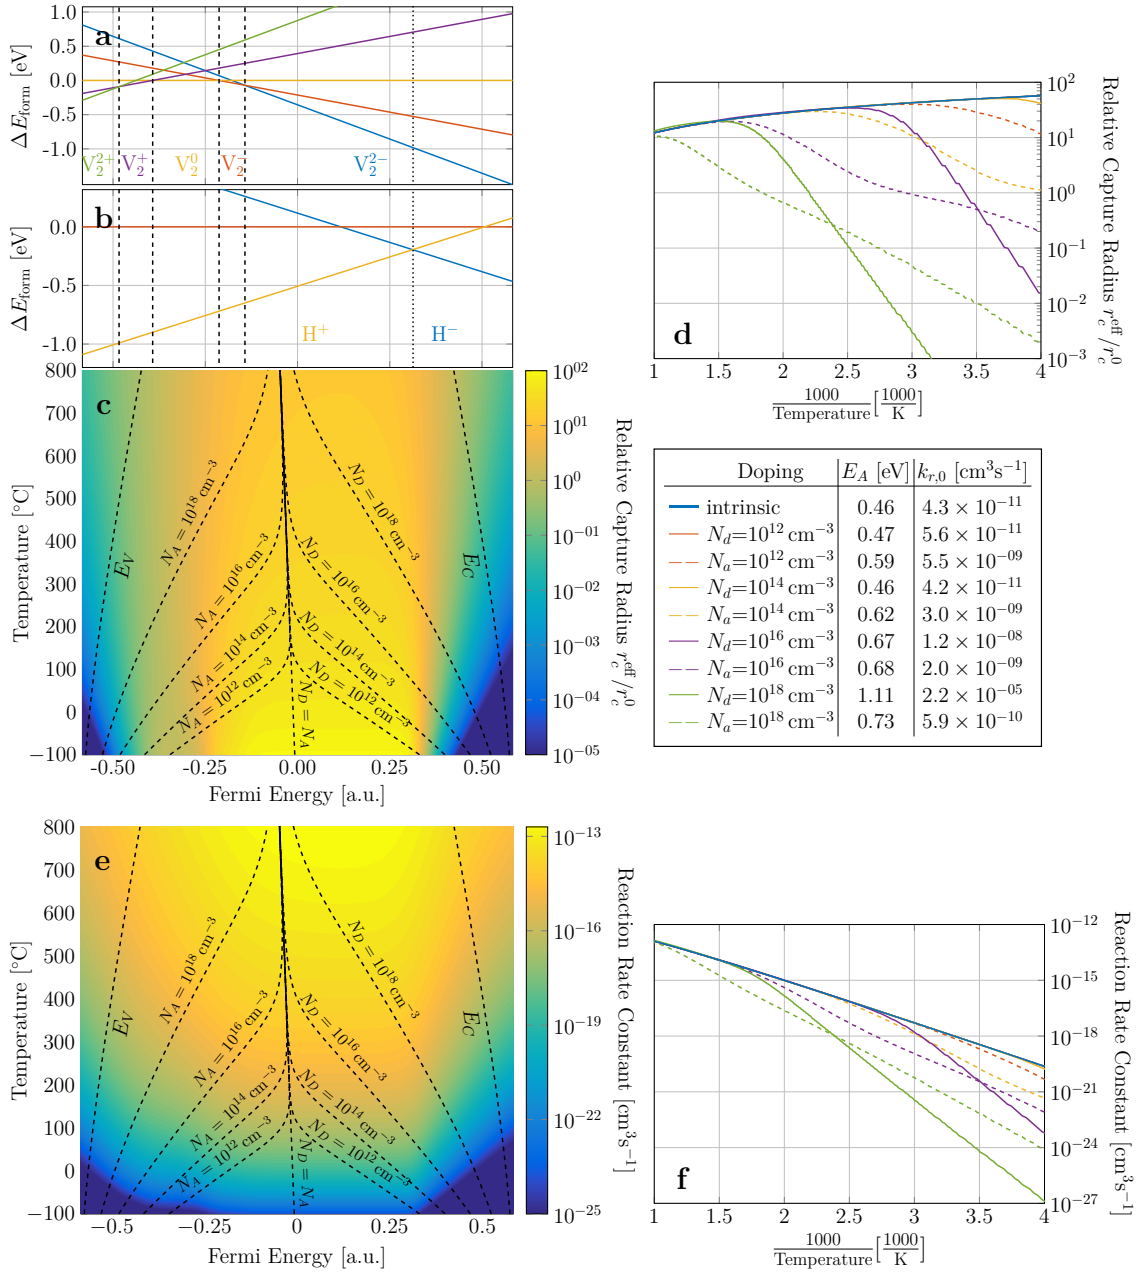 a
1.0
0.5
0.0
-0.5
-1.0
ΔE_form [eV]
V₂²⁺ V₂⁺ V₂⁰ V₂⁻ V₂²⁻
b
0.0
-0.5
-1.0
ΔE_form [eV]
H⁺ H⁻
c
800
700
600
500
400
300
200
100
0
−100
Temperature [°C]
E_V
N_A = 10¹⁸ cm⁻³
N_A = 10¹⁶ cm⁻³
N_A = 10¹⁴ cm⁻³
N_A = 10¹² cm⁻³
N_D = N_A
N_D = 10¹² cm⁻³
N_D = 10¹⁴ cm⁻³
N_D = 10¹⁶ cm⁻³
N_D = 10¹⁸ cm⁻³
E_C
-0.50 -0.25 0.00 0.25 0.50
Fermi Energy [a.u.]
10⁰²
10⁰¹
10⁰
10⁻⁰¹
10⁻⁰²
10⁻⁰³
10⁻⁰⁴
10⁻⁰⁵
Relative Capture Radius r_c^eff/r_c^0
d
10²
10¹
10⁰
10⁻¹
10⁻²
10⁻³
Relative Capture Radius r_c^eff/r_c^0
1 1.5 2 2.5 3 3.5 4
1000/Temperature [1000/K]
Doping E_A [eV] k_r,0 [cm³s⁻¹]
intrinsic 0.46 4.3 × 10⁻¹¹
N_d=10¹² cm⁻³ 0.47 5.6 × 10⁻¹¹
N_a=10¹² cm⁻³ 0.59 5.5 × 10⁻⁰⁹
N_d=10¹⁴ cm⁻³ 0.46 4.2 × 10⁻¹¹
N_a=10¹⁴ cm⁻³ 0.62 3.0 × 10⁻⁰⁹
N_d=10¹⁶ cm⁻³ 0.67 1.2 × 10⁻⁰⁸
N_a=10¹⁶ cm⁻³ 0.68 2.0 × 10⁻⁰⁹
N_d=10¹⁸ cm⁻³ 1.11 2.2 × 10⁻⁰⁵
N_a=10¹⁸ cm⁻³ 0.73 5.9 × 10⁻¹⁰
e
800
700
600
500
400
300
200
100
0
−100
Temperature [°C]
E_V
N_A = 10¹⁸ cm⁻³
N_A = 10¹⁶ cm⁻³
N_A = 10¹⁴ cm⁻³
N_A = 10¹² cm⁻³
N_D = N_A
N_D = 10¹² cm⁻³
N_D = 10¹⁴ cm⁻³
N_D = 10¹⁶ cm⁻³
N_D = 10¹⁸ cm⁻³
E_C
−0.5 −0.25 0 0.25 0.5
Fermi Energy [a.u.]
10⁻¹³
10⁻¹⁶
10⁻¹⁹
10⁻²²
10⁻²⁵
Reaction Rate Constant [cm³s⁻¹]
f
10⁻¹²
10⁻¹⁵
10⁻¹⁸
10⁻²¹
10⁻²⁴
10⁻²⁷
Reaction Rate Constant [cm³s⁻¹]
1 1.5 2 2.5 3 3.5 4
1000/Temperature [1000/K]